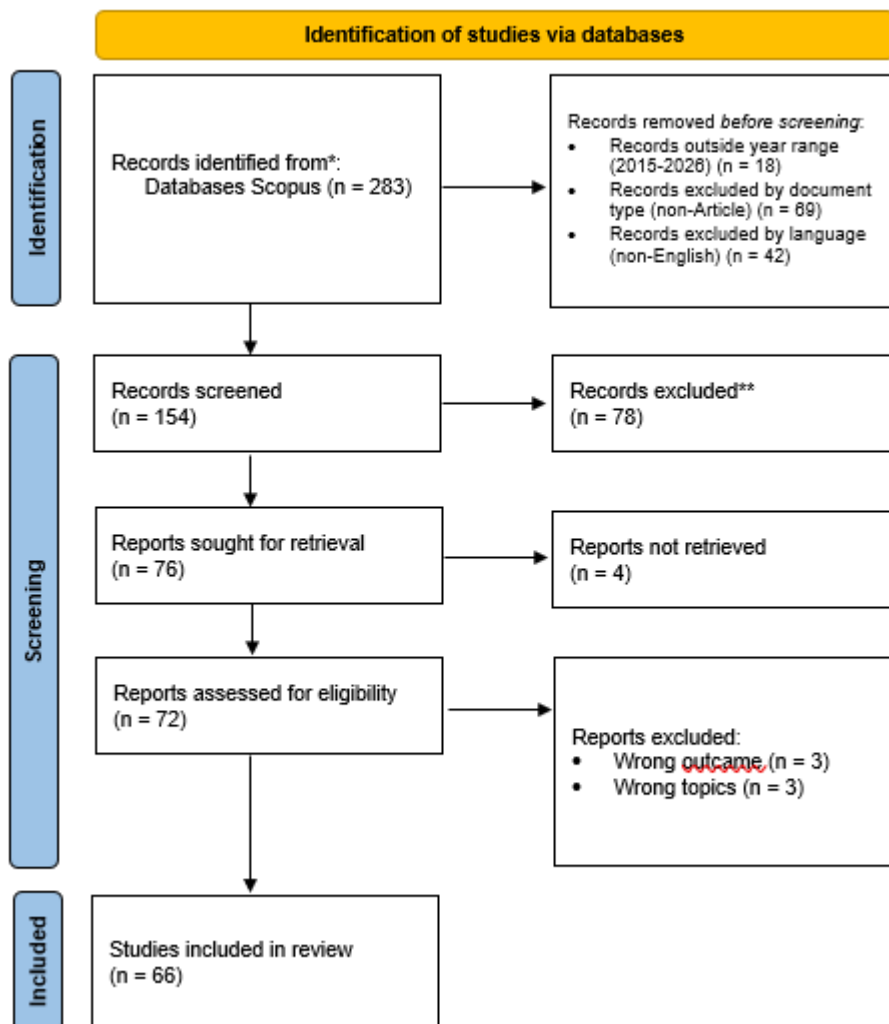 Identification of studies via databases
Identification
Records identified from*:
Databases Scopus (n = 283)
Records removed before screening:
• Records outside year range
(2015-2026) (n = 18)
• Records excluded by document
type (non-Article) (n = 69)
• Records excluded by language
(non-English) (n = 42)
Screening
Records screened
(n = 154)
Records excluded**
(n = 78)
Reports sought for retrieval
(n = 76)
Reports not retrieved
(n = 4)
Reports assessed for eligibility
(n = 72)
Reports excluded:
• Wrong outcame (n = 3)
• Wrong topics (n = 3)
Included
Studies included in review
(n = 66)